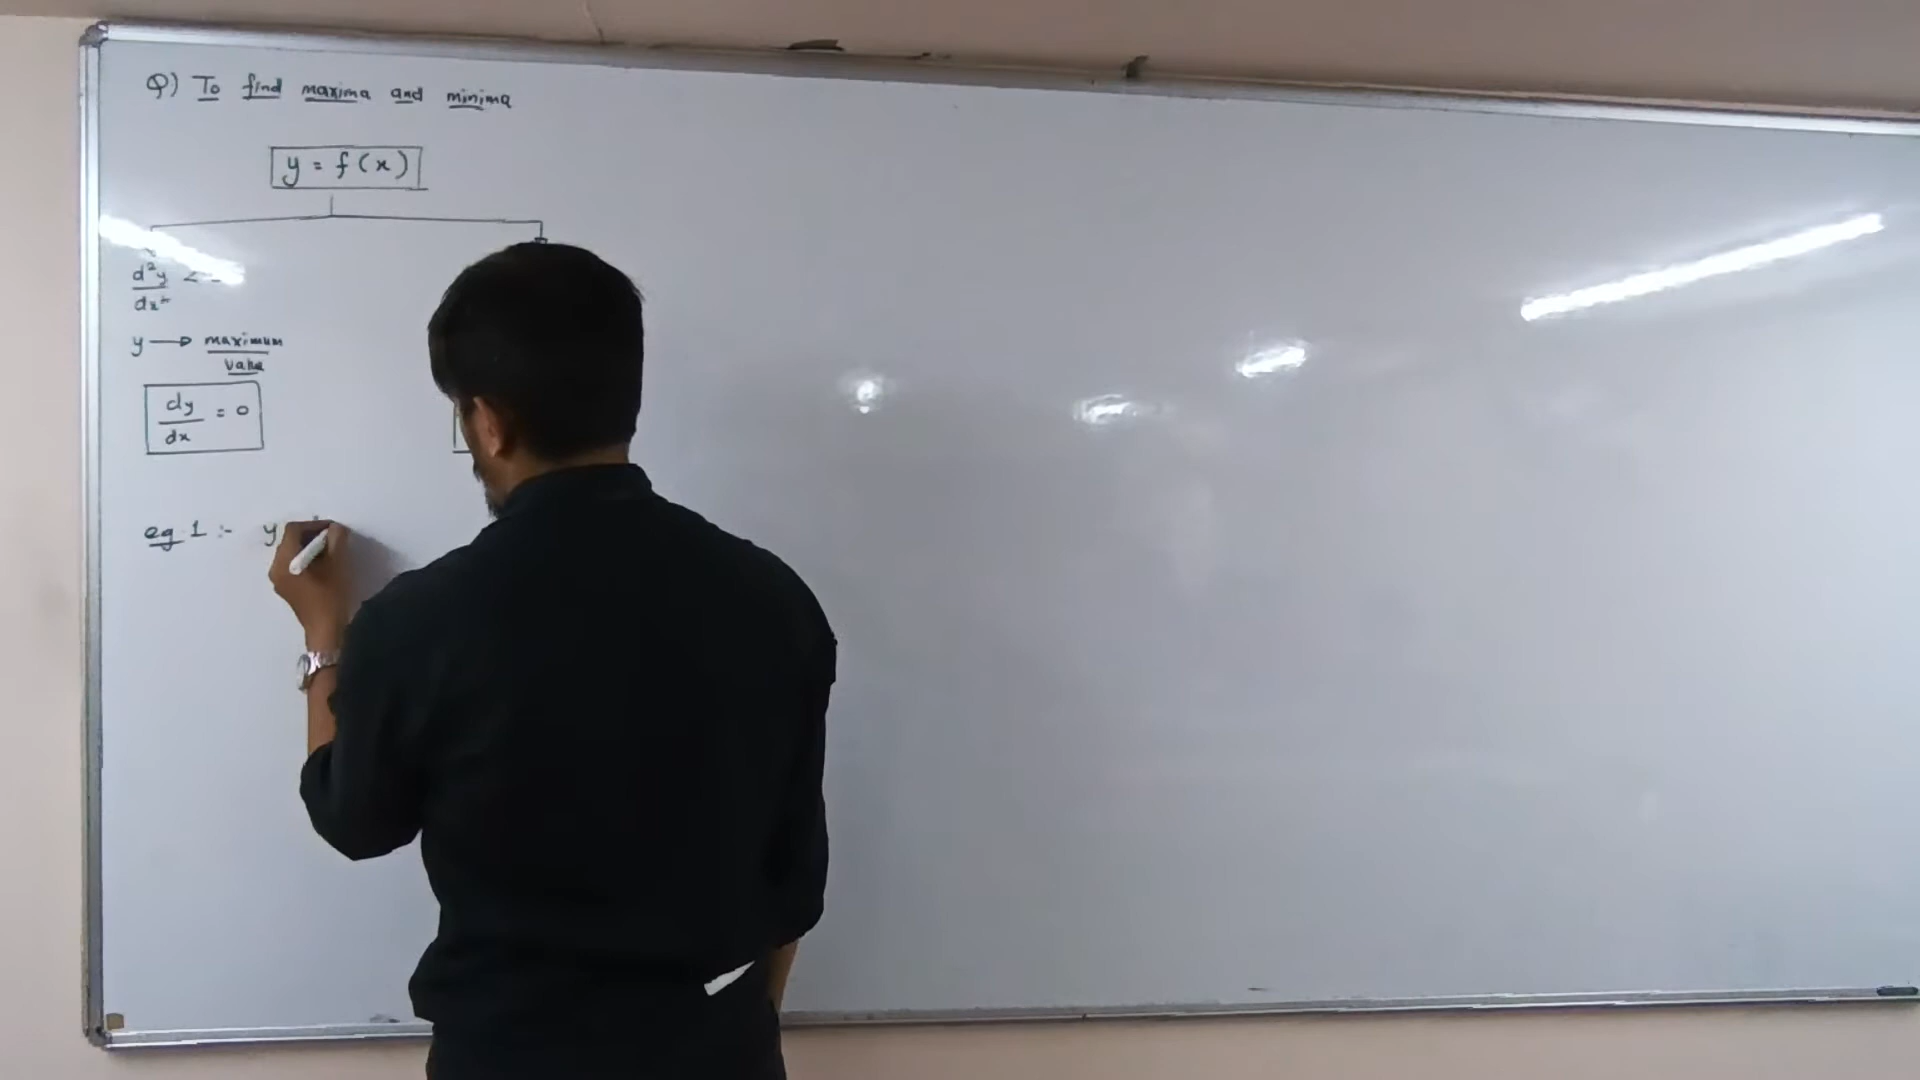 Q) To find maxima and minima
y = f(x)
d²y/dx² <
y → maximum
value
dy/dx = 0
eg 1 :- y